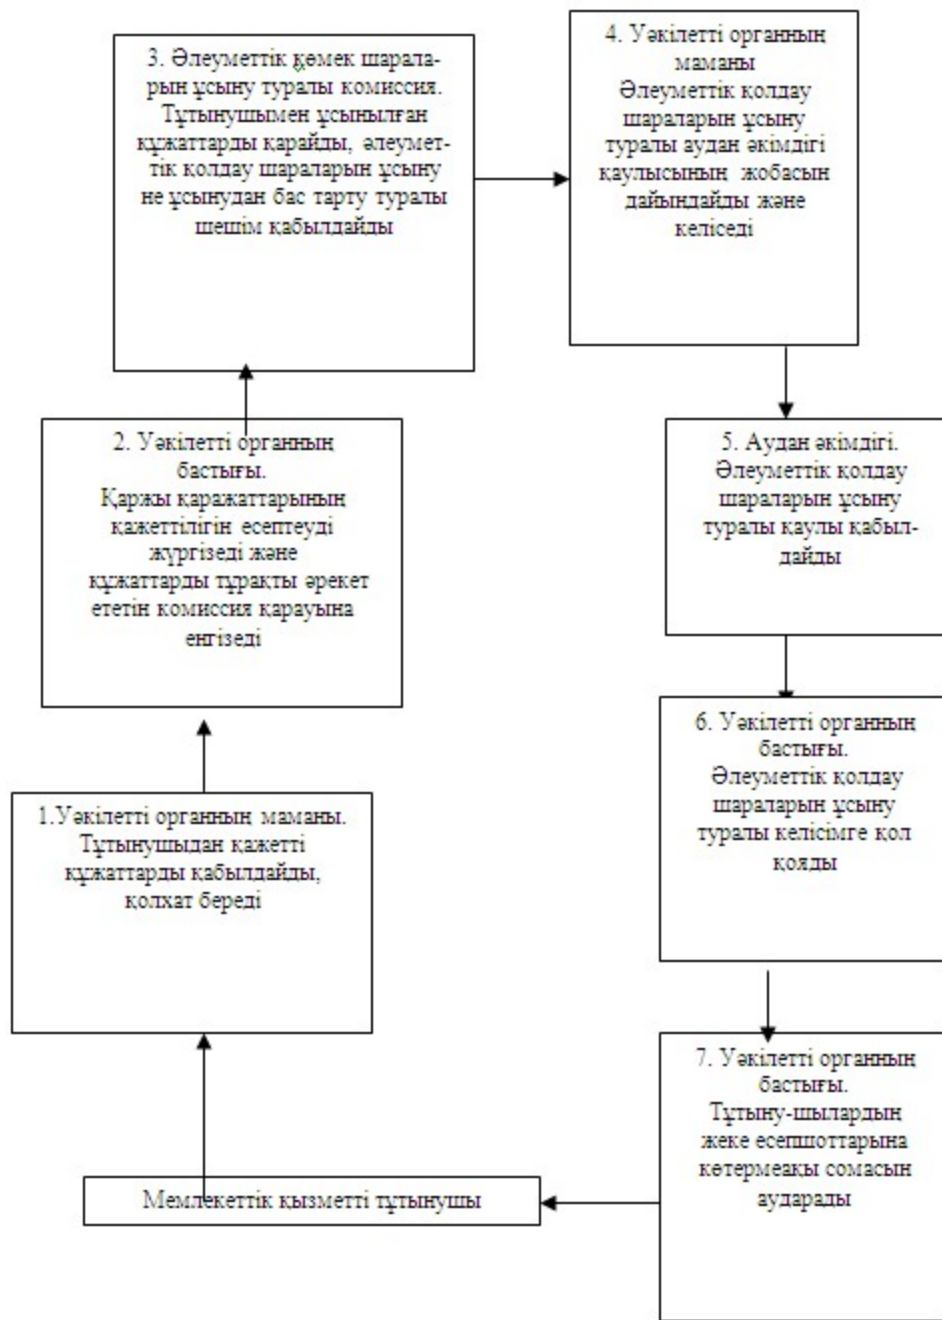 3. Әлеуметтік көмек шарала-
рын ұсыну туралы комиссия.
Тұтынушымен ұсынылған
құжаттарды қарайды, әлеумет-
тік қолдау шараларын ұсыну
не ұсынудан бас тарту туралы
шешім қабылдайды
4. Уәкілетті органның
маманы
Әлеуметтік қолдау
шараларын ұсыну
туралы аудан әкімдігі
қаулысының жобасын
дайындайды және
келіседі
2. Уәкілетті органның
бастығы.
Қаржы қаражаттарының
қажеттілігін есептеуді
жүргізеді және
құжаттарды тұрақты әрекет
ететін комиссия қарауына
енгізеді
5. Аудан әкімдігі.
Әлеуметтік қолдау
шараларын ұсыну
туралы қаулы қабыл-
дайды
6. Уәкілетті органның
бастығы.
Әлеуметтік қолдау
шараларын ұсыну
туралы келісімге қол
қояды
1.Уәкілетті органның маманы.
Тұтынушыдан қажетті
құжаттарды қабылдайды,
қолхат береді
7. Уәкілетті органның
бастығы.
Тұтыну-шылардың
жеке есепшоттарына
көтермеақы сомасын
аударады
Мемлекеттік қызметті тұтынушы